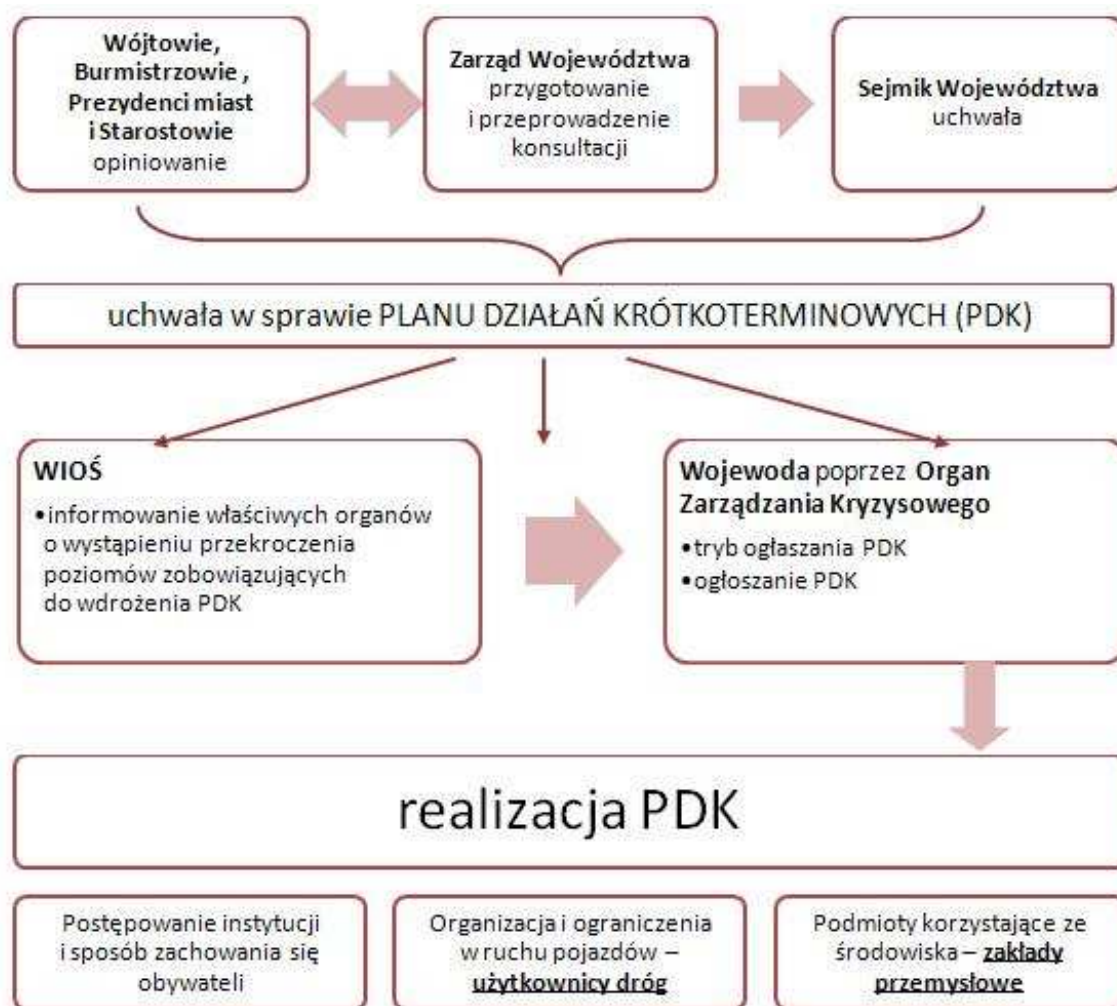 Wójtowie,
Burmistrzowie ,
Prezydenci miast
i Starostowie
opiniowanie
Zarząd Województwa
przygotowanie
i przeprowadzenie
konsultacji
Sejmik Województwa
uchwała
uchwała w sprawie PLANU DZIAŁAŃ KRÓTKOTERMINOWYCH (PDK)
WIOŚ
•informowanie właściwych organów
o wystąpieniu przekroczenia
poziomów zobowiązujących
do wdrożenia PDK
Wojewoda poprzez Organ
Zarządzania Kryzysowego
•tryb ogłaszania PDK
•ogłoszanie PDK
realizacja PDK
Postępowanie instytucji
i sposób zachowania się
obywateli
Organizacja i ograniczenia
w ruchu pojazdów –
użytkownicy dróg
Podmioty korzystające ze
środowiska – zakłady
przemysłowe